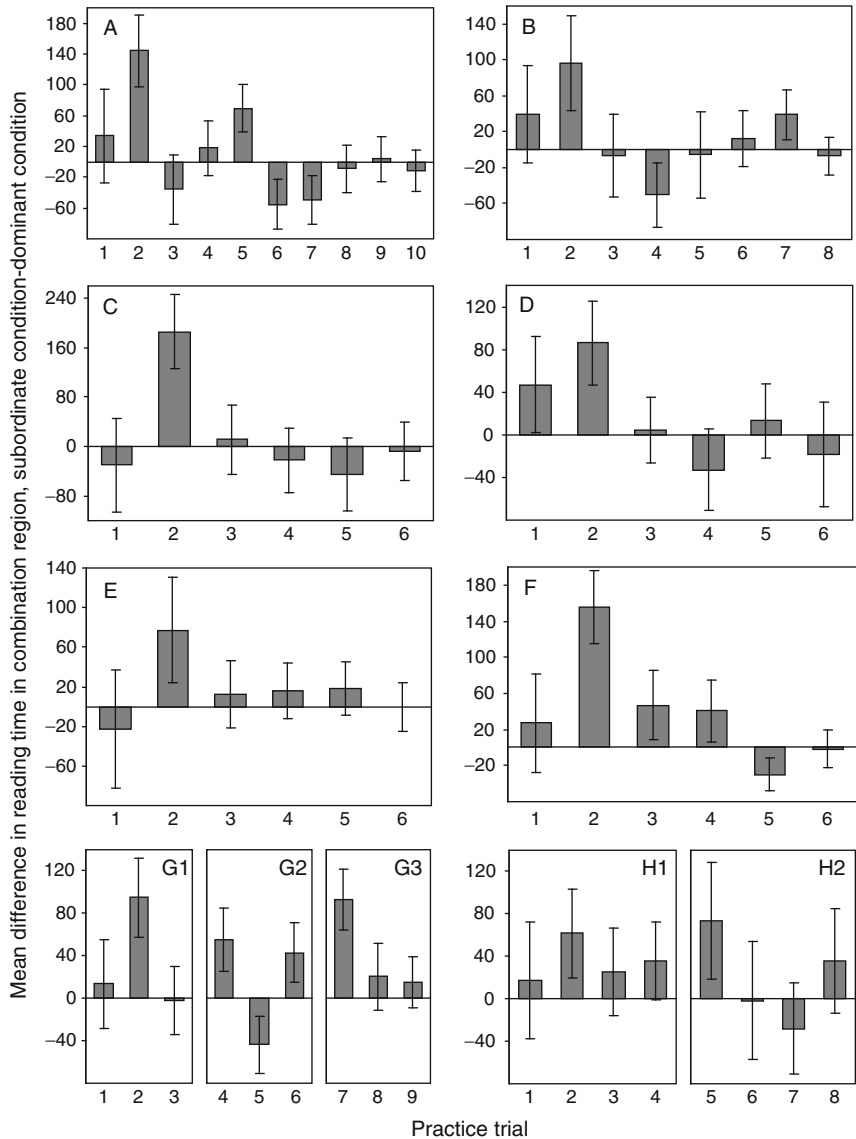 Mean difference in reading time in combination region, subordinate condition-dominant condition
A
180
140
100
60
20
−20
−60
1 2 3 4 5 6 7 8 9 10
B
140
100
60
20
−20
−60
1 2 3 4 5 6 7 8
C
240
160
80
0
−80
1 2 3 4 5 6
D
120
80
40
0
−40
1 2 3 4 5 6
E
140
100
60
20
−20
−60
1 2 3 4 5 6
F
180
140
100
60
20
−20
1 2 3 4 5 6
G1
120
80
40
0
−40
1 2 3
G2
4 5 6
G3
7 8 9
H1
120
80
40
0
−40
1 2 3 4
H2
5 6 7 8
Practice trial